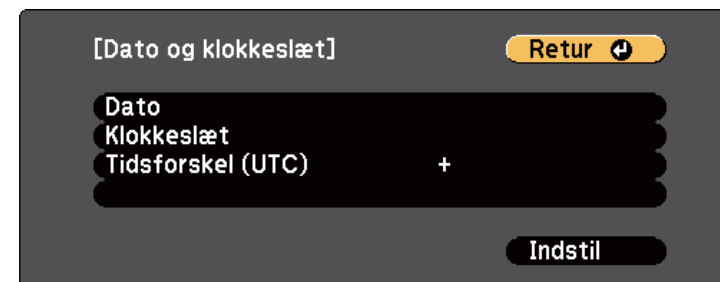 [Dato og klokkeslæt]
Retur
Dato
Klokkeslæt
Tidsforskel (UTC) +
Indstil